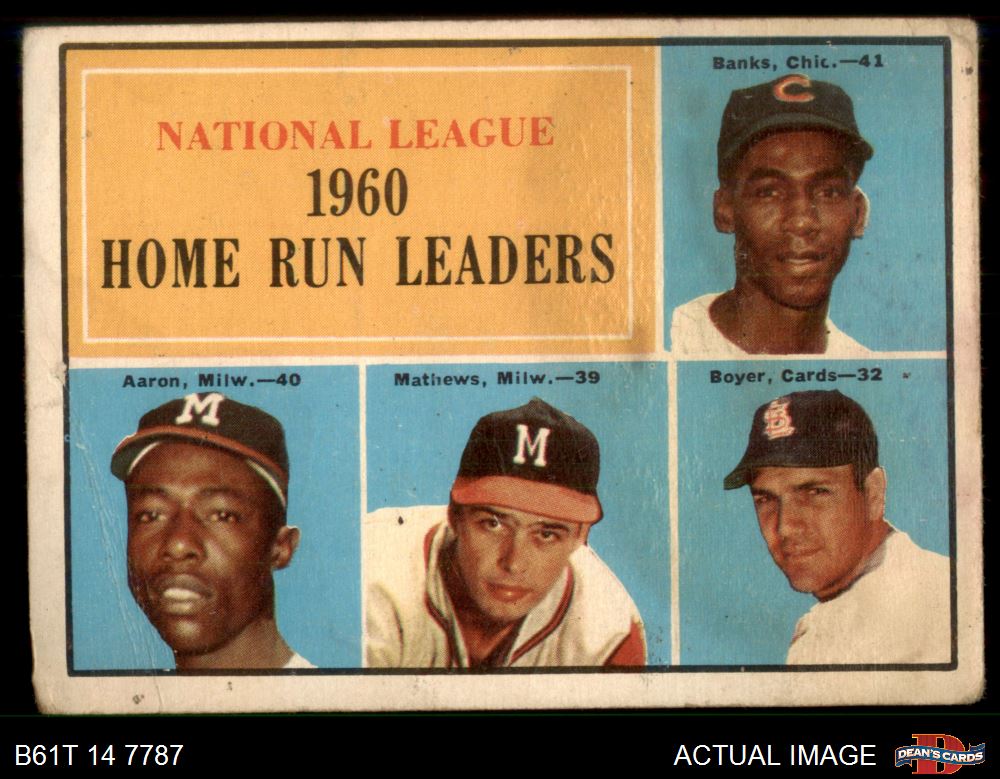 NATIONAL LEAGUE
1960
HOME RUN LEADERS
Banks, Chic.—41
Aaron, Milw.—40
Mathews, Milw.—39
Boyer, Cards—32
C
M
M
STL
B61T 14 7787
ACTUAL IMAGE
DEAN'S CARDS